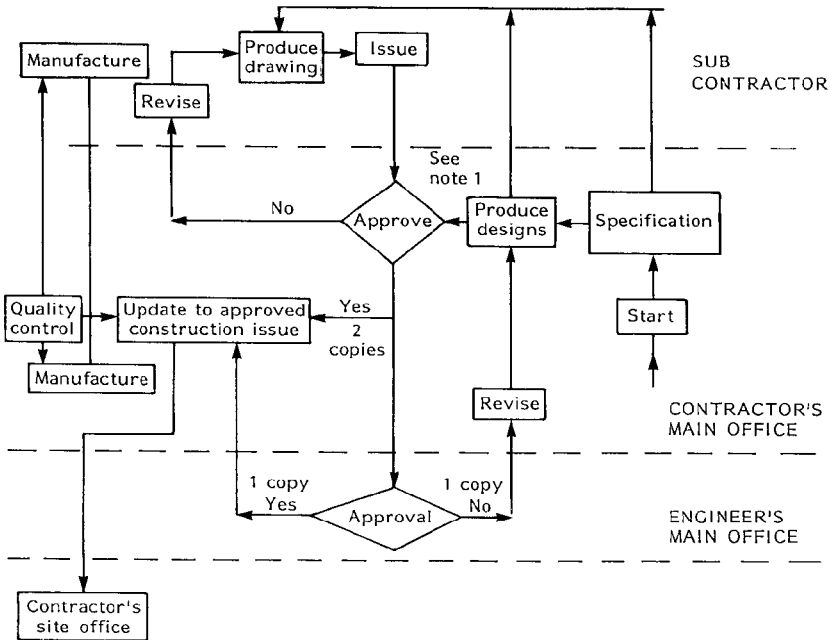 Manufacture
Produce
drawing
Issue
SUB
CONTRACTOR
Revise
See
note 1
No
Approve
Produce
designs
Specification
Quality
control
Update to approved
construction issue
Yes
2
copies
Start
Manufacture
Revise
CONTRACTOR'S
MAIN OFFICE
1 copy
Yes
Approval
1 copy
No
ENGINEER'S
MAIN OFFICE
Contractor's
site office